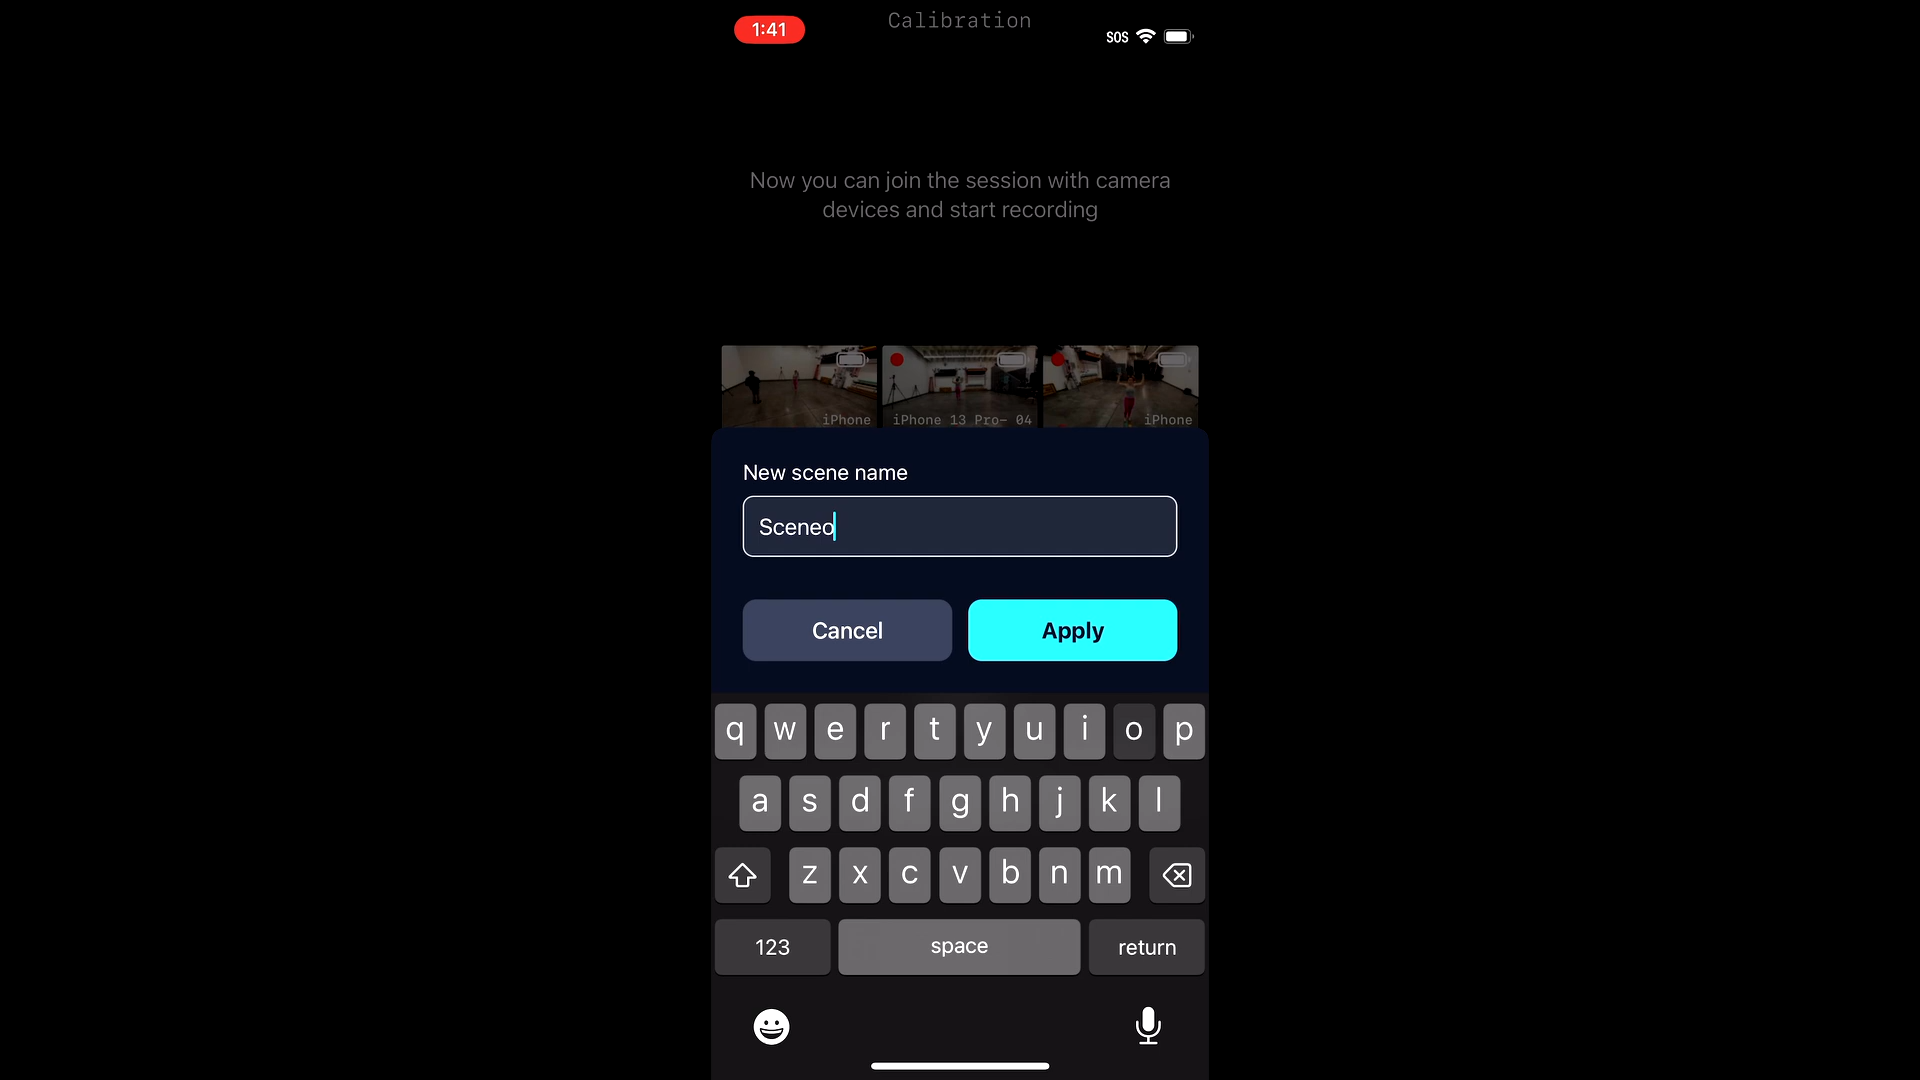 1:41
Calibration
SOS
Now you can join the session with camera
devices and start recording
iPhone
iPhone 13 Pro- 04
iPhone
New scene name
Sceneo
Cancel
Apply
q w e r t y u i o p
a s d f g h j k l
z x c v b n m
123
space
return